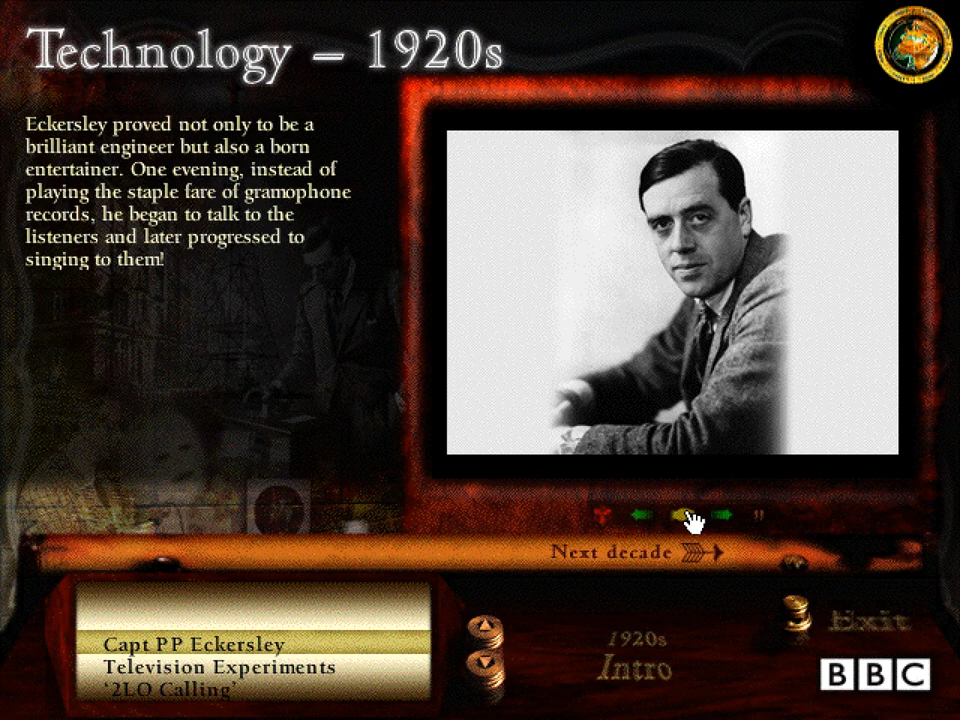 Technology – 1920s
Eckersley proved not only to be a
brilliant engineer but also a born
entertainer. One evening, instead of
playing the staple fare of gramophone
records, he began to talk to the
listeners and later progressed to
singing to them!
Next decade
Capt PP Eckersley
Television Experiments
‘2LO Calling’
1920s
Intro
Exit
BBC